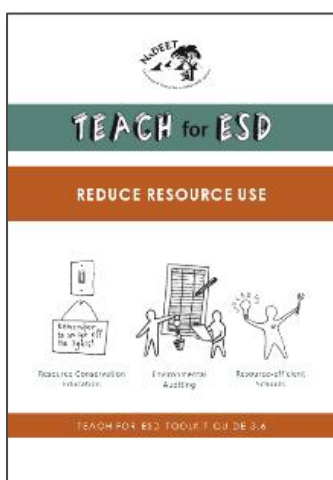 NaDEET
TEACH for ESD
REDUCE RESOURCE USE
Remember
to switch off
the lights!
Resource Conservation
Education
Environmental
Auditing
Resource-efficient
Schools
TEACH FOR ESD TOOLKIT GUIDE 3.6